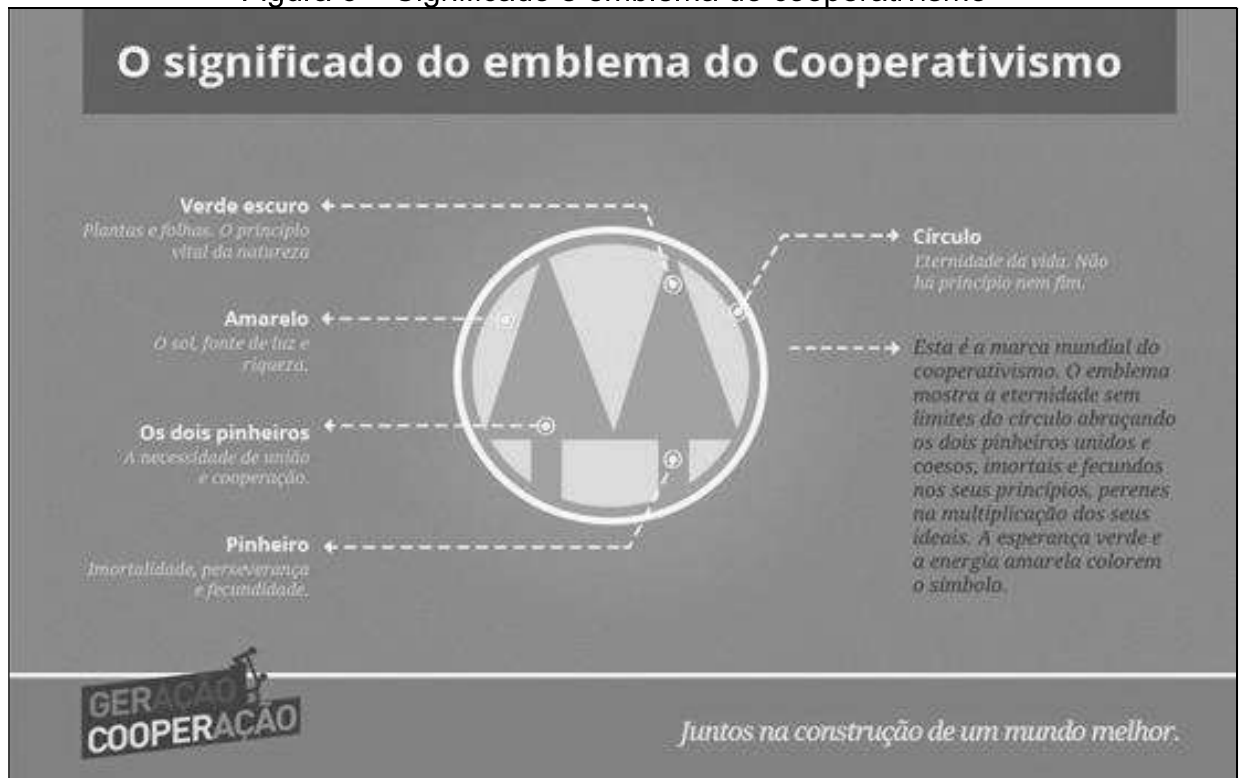 O significado do emblema do Cooperativismo
Verde escuro
Plantas e folhas. O princípio
vital da natureza
Amarelo
O sol, fonte de luz e
riqueza.
Os dois pinheiros
A necessidade de união
e cooperação.
Pinheiro
Imortalidade, perseverança
e fecundidade.
Círculo
Eternidade da vida. Não
há princípio nem fim.
Esta é a marca mundial do
cooperativismo. O emblema
mostra a eternidade sem
limites do círculo abraçando
os dois pinheiros unidos e
coesos, imortais e fecundos
nos seus princípios, perenes
na multiplicação dos seus
ideais. A esperança verde e
a energia amarela colorem
o símbolo.
GERAÇÃO
COOPERAÇÃO
Juntos na construção de um mundo melhor.